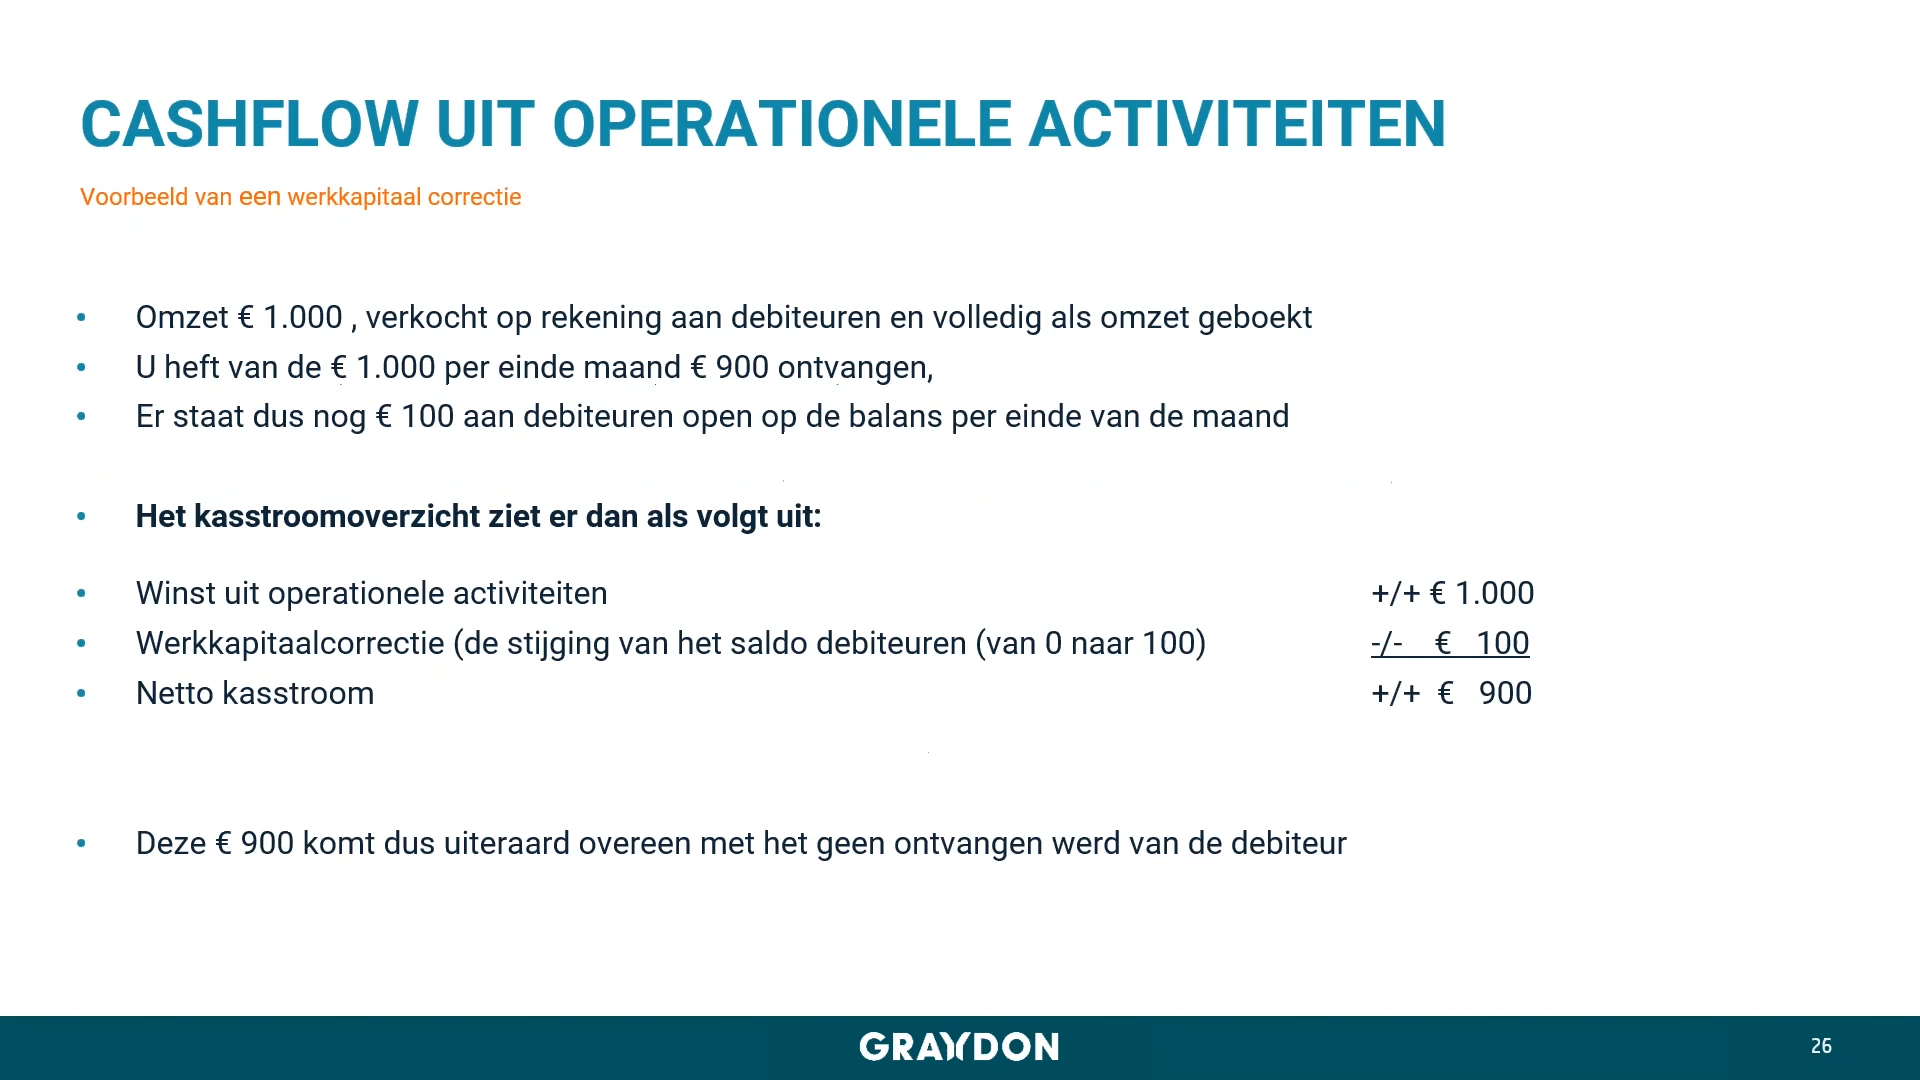 CASHFLOW UIT OPERATIONELE ACTIVITEITEN
Voorbeeld van een werkkapitaal correctie
• Omzet € 1.000 , verkocht op rekening aan debiteuren en volledig als omzet geboekt
• U heft van de € 1.000 per einde maand € 900 ontvangen,
• Er staat dus nog € 100 aan debiteuren open op de balans per einde van de maand
• Het kasstroomoverzicht ziet er dan als volgt uit:
• Winst uit operationele activiteiten +/+ € 1.000
• Werkkapitaalcorrectie (de stijging van het saldo debiteuren (van 0 naar 100) -/- € 100
• Netto kasstroom +/+ € 900
• Deze € 900 komt dus uiteraard overeen met het geen ontvangen werd van de debiteur
GRAYDON
26